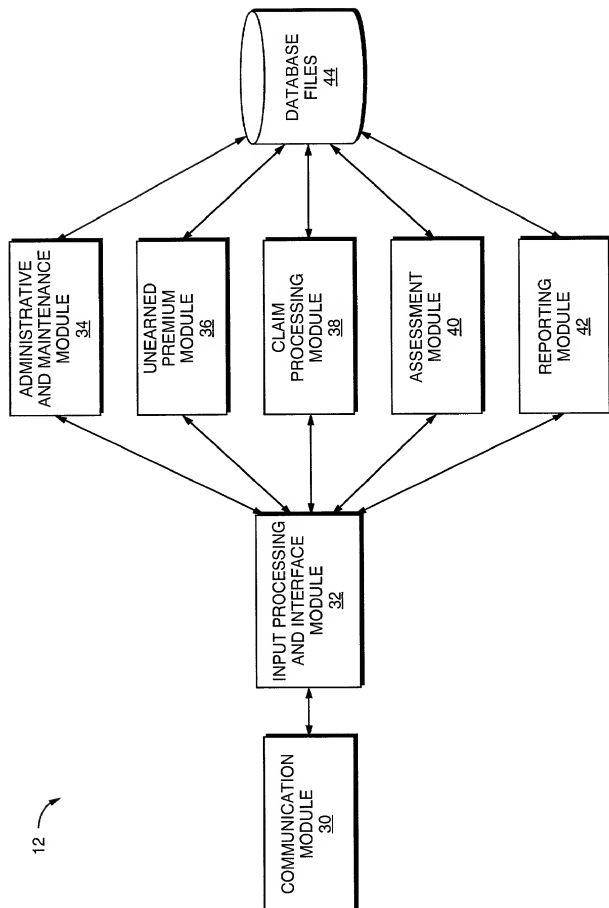 12
COMMUNICATION
MODULE
30
INPUT PROCESSING
AND INTERFACE
MODULE
32
ADMINISTRATIVE
AND MAINTENANCE
MODULE
34
UNEARNED
PREMIUM
MODULE
36
CLAIM
PROCESSING
MODULE
38
ASSESSMENT
MODULE
40
REPORTING
MODULE
42
DATABASE
FILES
44